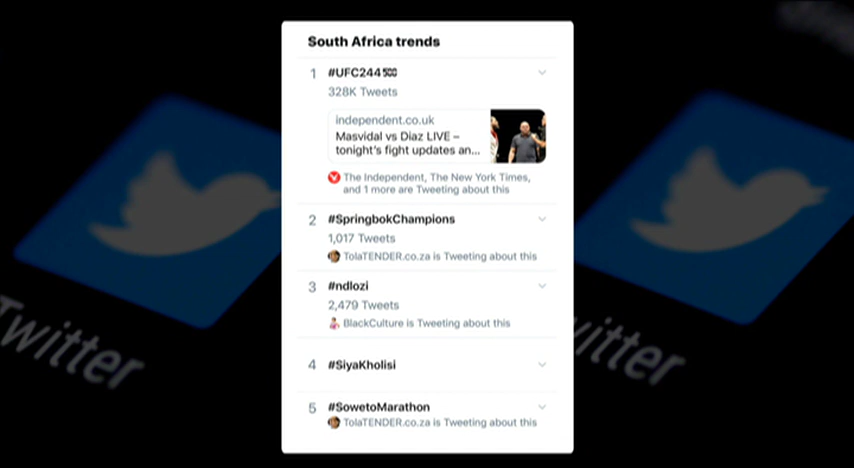 South Africa trends
1 #UFC244
328K Tweets
independent.co.uk
Masvidal vs Diaz LIVE –
tonight's fight updates an...
The Independent, The New York Times,
and 1 more are Tweeting about this
2 #SpringbokChampions
1,017 Tweets
TolaTENDER.co.za is Tweeting about this
3 #ndlozi
2,479 Tweets
BlackCulture is Tweeting about this
4 #SiyaKholisi
5 #SowetoMarathon
TolaTENDER.co.za is Tweeting about this
Twitter
itter